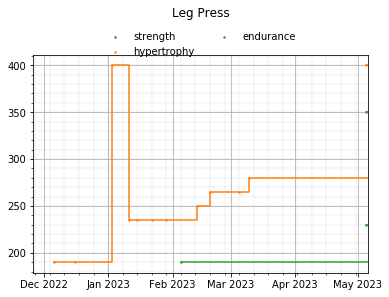 Leg Press
strength
endurance
hypertrophy
400
350
300
250
200
Dec 2022
Jan 2023
Feb 2023
Mar 2023
Apr 2023
May 2023